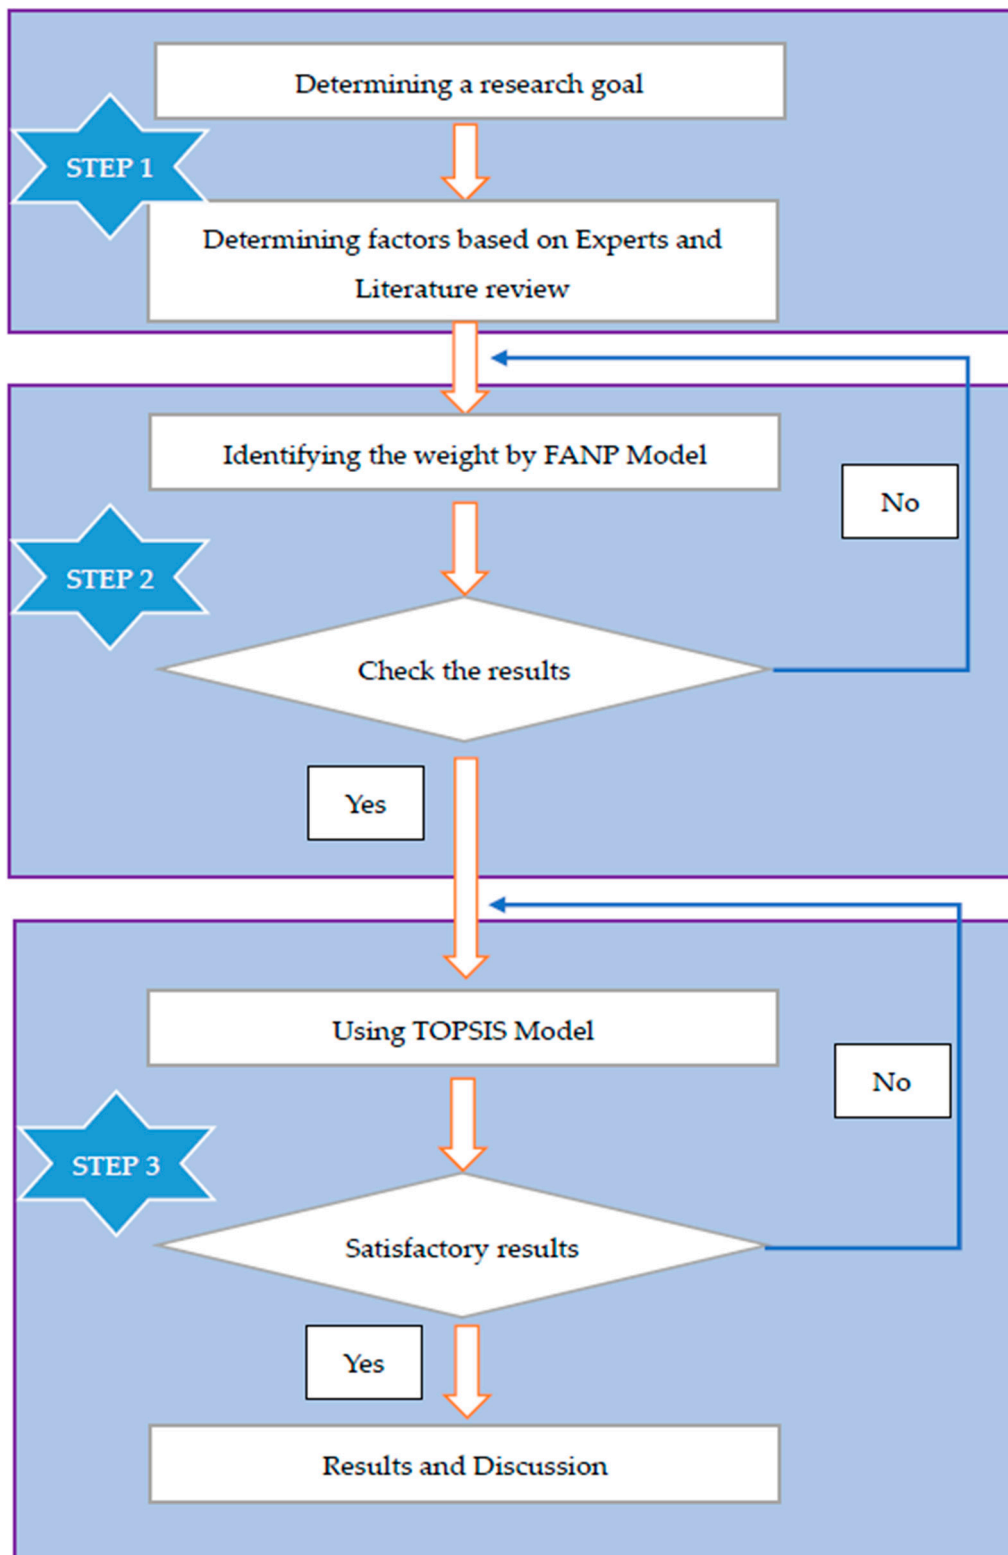 Determining a research goal
STEP 1
Determining factors based on Experts and
Literature review
Identifying the weight by FANP Model
No
STEP 2
Check the results
Yes
Using TOPSIS Model
No
STEP 3
Satisfactory results
Yes
Results and Discussion